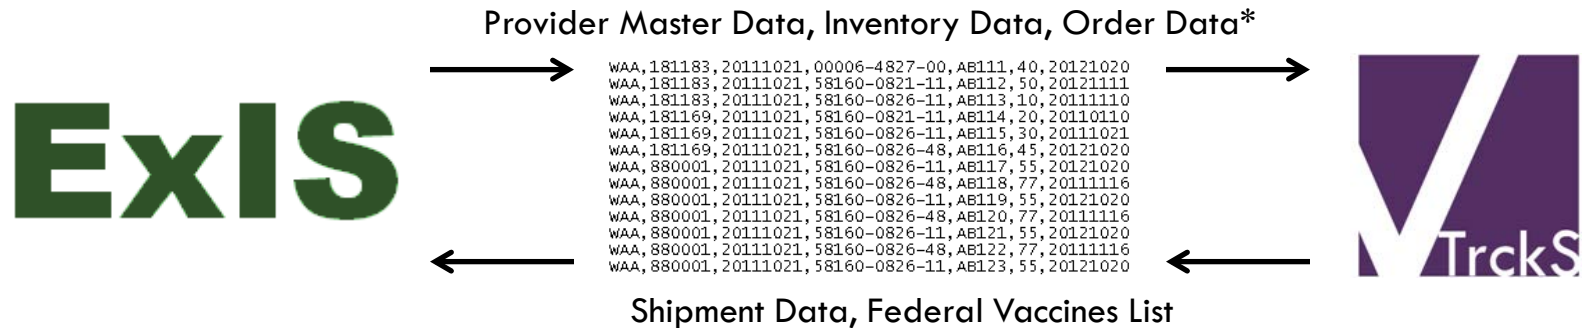 Provider Master Data, Inventory Data, Order Data*
WAA,181183,20111021,00006-4827-00,AB111,40,20121020
WAA,181183,20111021,58160-0821-11,AB112,50,20121111
WAA,181183,20111021,58160-0826-11,AB113,10,20111110
WAA,181169,20111021,58160-0821-11,AB114,20,20110110
WAA,181169,20111021,58160-0826-11,AB115,30,20111021
WAA,181169,20111021,58160-0826-48,AB116,45,20121020
WAA,880001,20111021,58160-0826-11,AB117,55,20121020
WAA,880001,20111021,58160-0826-48,AB118,77,20111116
WAA,880001,20111021,58160-0826-11,AB119,55,20121020
WAA,880001,20111021,58160-0826-48,AB120,77,20111116
WAA,880001,20111021,58160-0826-11,AB121,55,20121020
WAA,880001,20111021,58160-0826-48,AB122,77,20111116
WAA,880001,20111021,58160-0826-11,AB123,55,20121020
ExIS
VTrckS
Shipment Data, Federal Vaccines List